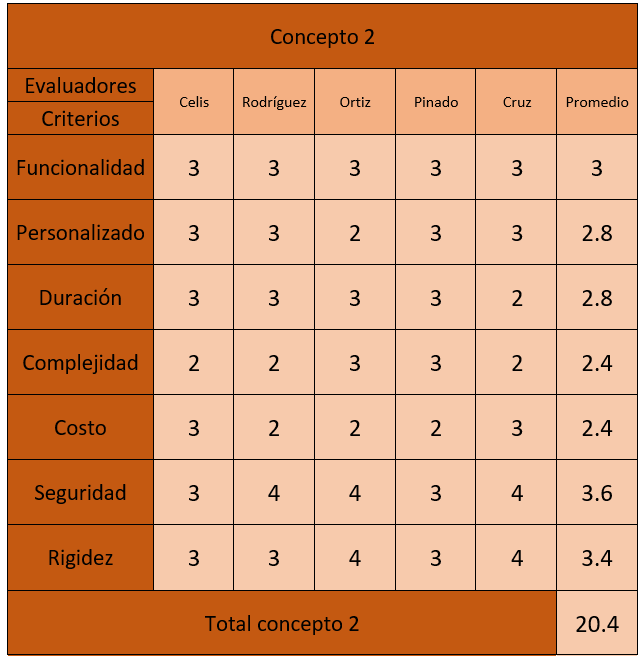 Concepto 2
Evaluadores
Criterios
Celis Rodríguez Ortiz Pinado Cruz Promedio
Funcionalidad 3 3 3 3 3 3
Personalizado 3 3 2 3 3 2.8
Duración 3 3 3 3 2 2.8
Complejidad 2 2 3 3 2 2.4
Costo 3 2 2 2 3 2.4
Seguridad 3 4 4 3 4 3.6
Rigidez 3 3 4 3 4 3.4
Total concepto 2 20.4